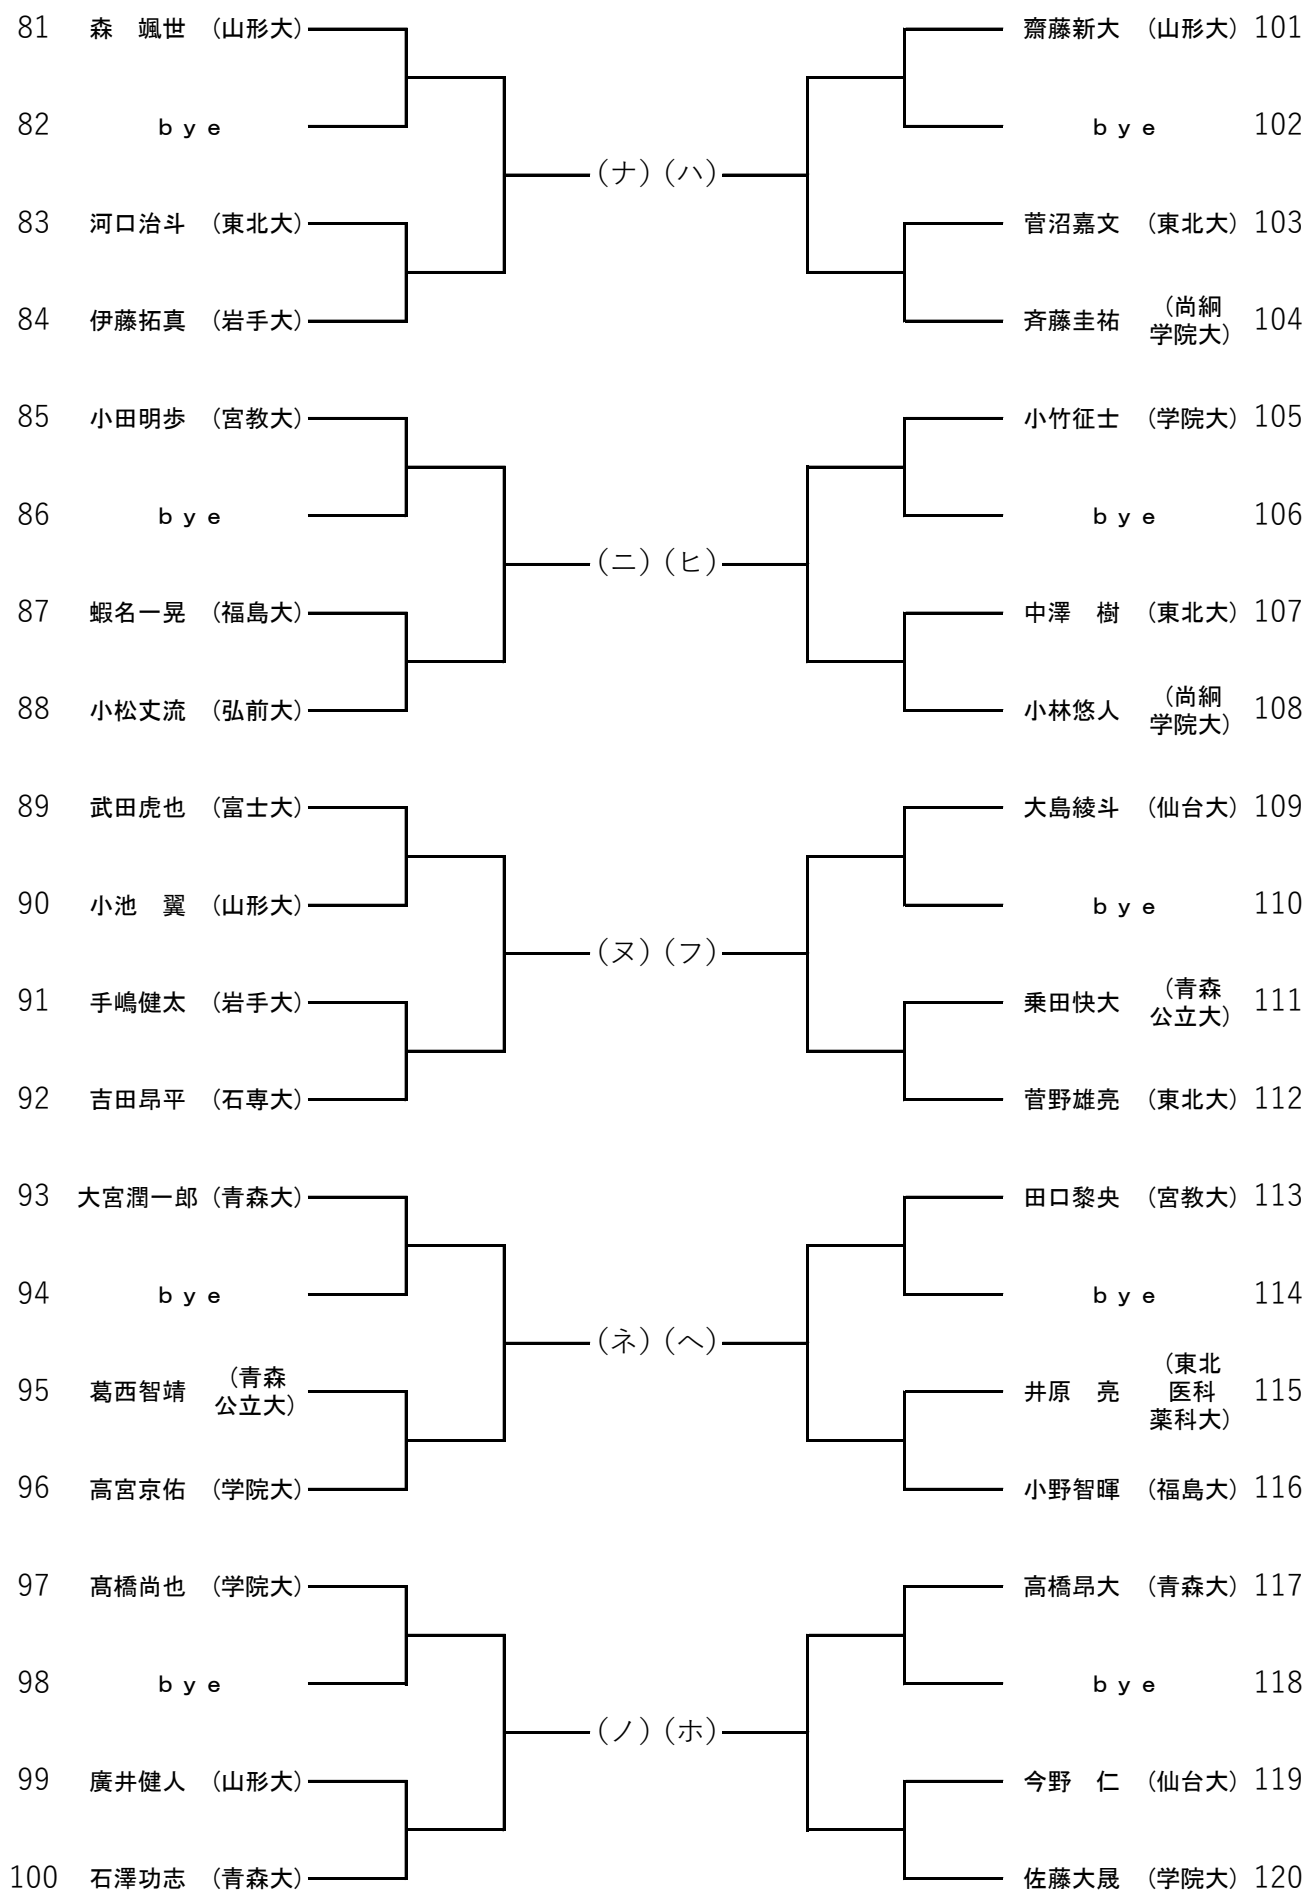 81 森　颯世 （山形大）
82 ｂｙｅ
83 河口治斗 （東北大）
84 伊藤拓真 （岩手大）
（ナ）
85 小田明歩 （宮教大）
86 ｂｙｅ
87 蝦名一晃 （福島大）
88 小松丈流 （弘前大）
（ニ）
89 武田虎也 （富士大）
90 小池　翼 （山形大）
91 手嶋健太 （岩手大）
92 吉田昂平 （石専大）
（ヌ）
93 大宮潤一郎 （青森大）
94 ｂｙｅ
95 葛西智靖 （青森
公立大）
96 高宮京佑 （学院大）
（ネ）
97 髙橋尚也 （学院大）
98 ｂｙｅ
99 廣井健人 （山形大）
100 石澤功志 （青森大）
（ノ）
齋藤新大 （山形大） 101
ｂｙｅ 102
菅沼嘉文 （東北大） 103
斉藤圭祐 （尚絅
学院大） 104
（ハ）
小竹征士 （学院大） 105
ｂｙｅ 106
中澤　樹 （東北大） 107
小林悠人 （尚絅
学院大） 108
（ヒ）
大島綾斗 （仙台大） 109
ｂｙｅ 110
乗田快大 （青森
公立大） 111
菅野雄亮 （東北大） 112
（フ）
田口黎央 （宮教大） 113
ｂｙｅ 114
井原　亮 （東北
医科
薬科大） 115
小野智暉 （福島大） 116
（ヘ）
高橋昂大 （青森大） 117
ｂｙｅ 118
今野　仁 （仙台大） 119
佐藤大晟 （学院大） 120
（ホ）